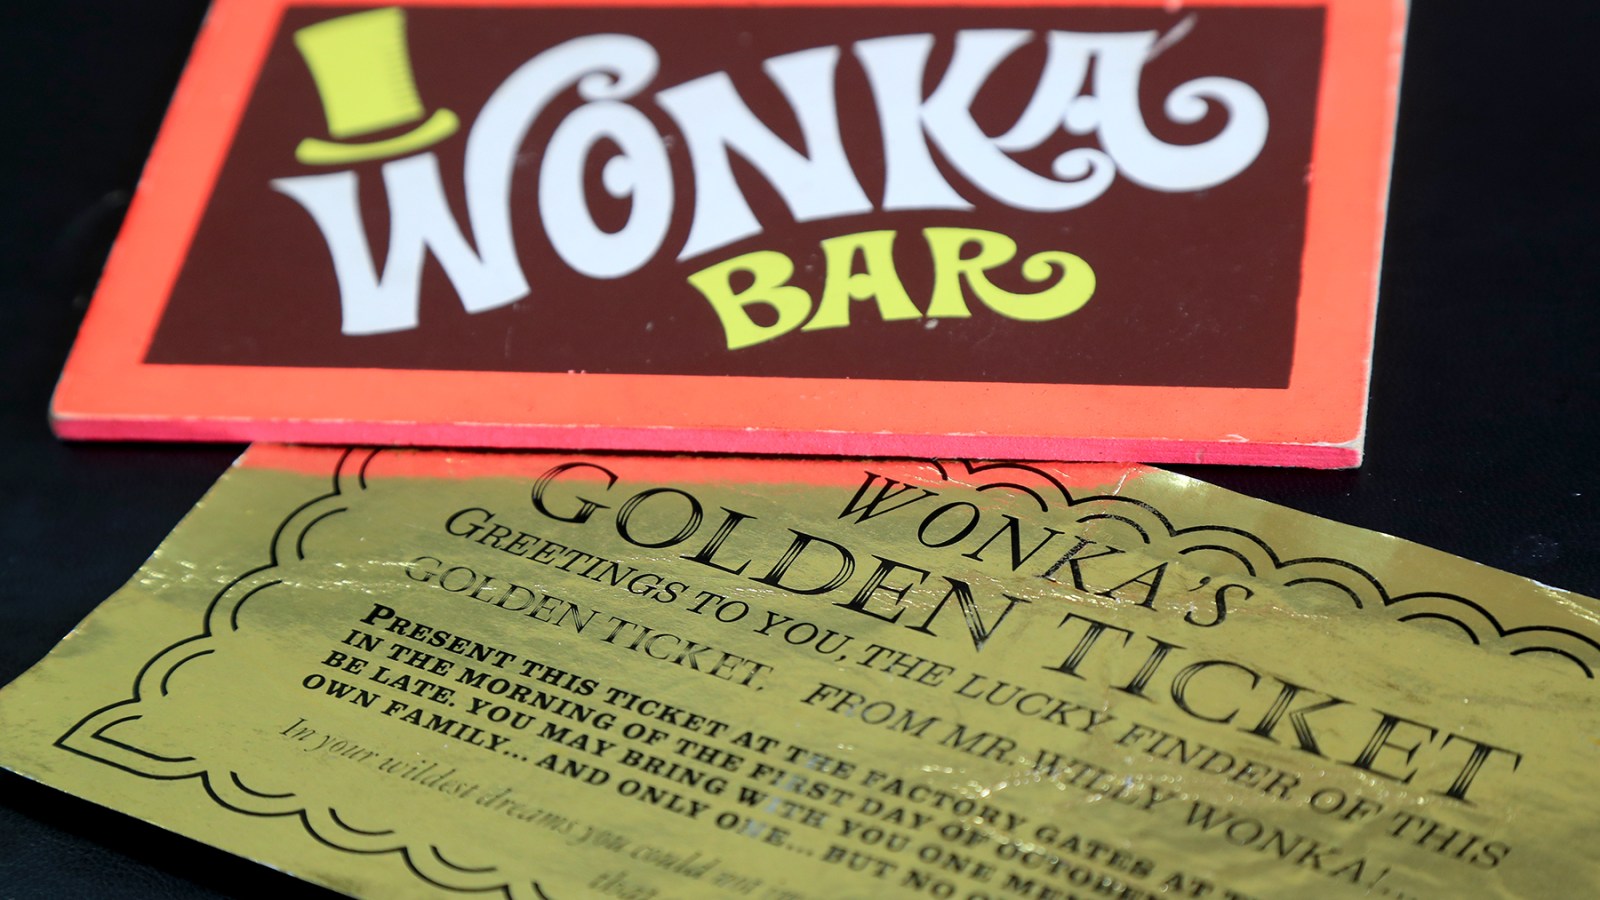 WONKA
BAR
WONKA'S
GOLDEN TICKET
GREETINGS TO YOU, THE LUCKY FINDER OF THIS
GOLDEN TICKET. FROM MR. WILLY WONKA!...
PRESENT THIS TICKET AT THE FACTORY GATES AT
IN THE MORNING OF THE FIRST DAY OF OCTOBER
BE LATE. YOU MAY BRING WITH YOU ONE
OWN FAMILY... AND ONLY ONE... BUT NO
In your wildest dreams you could not